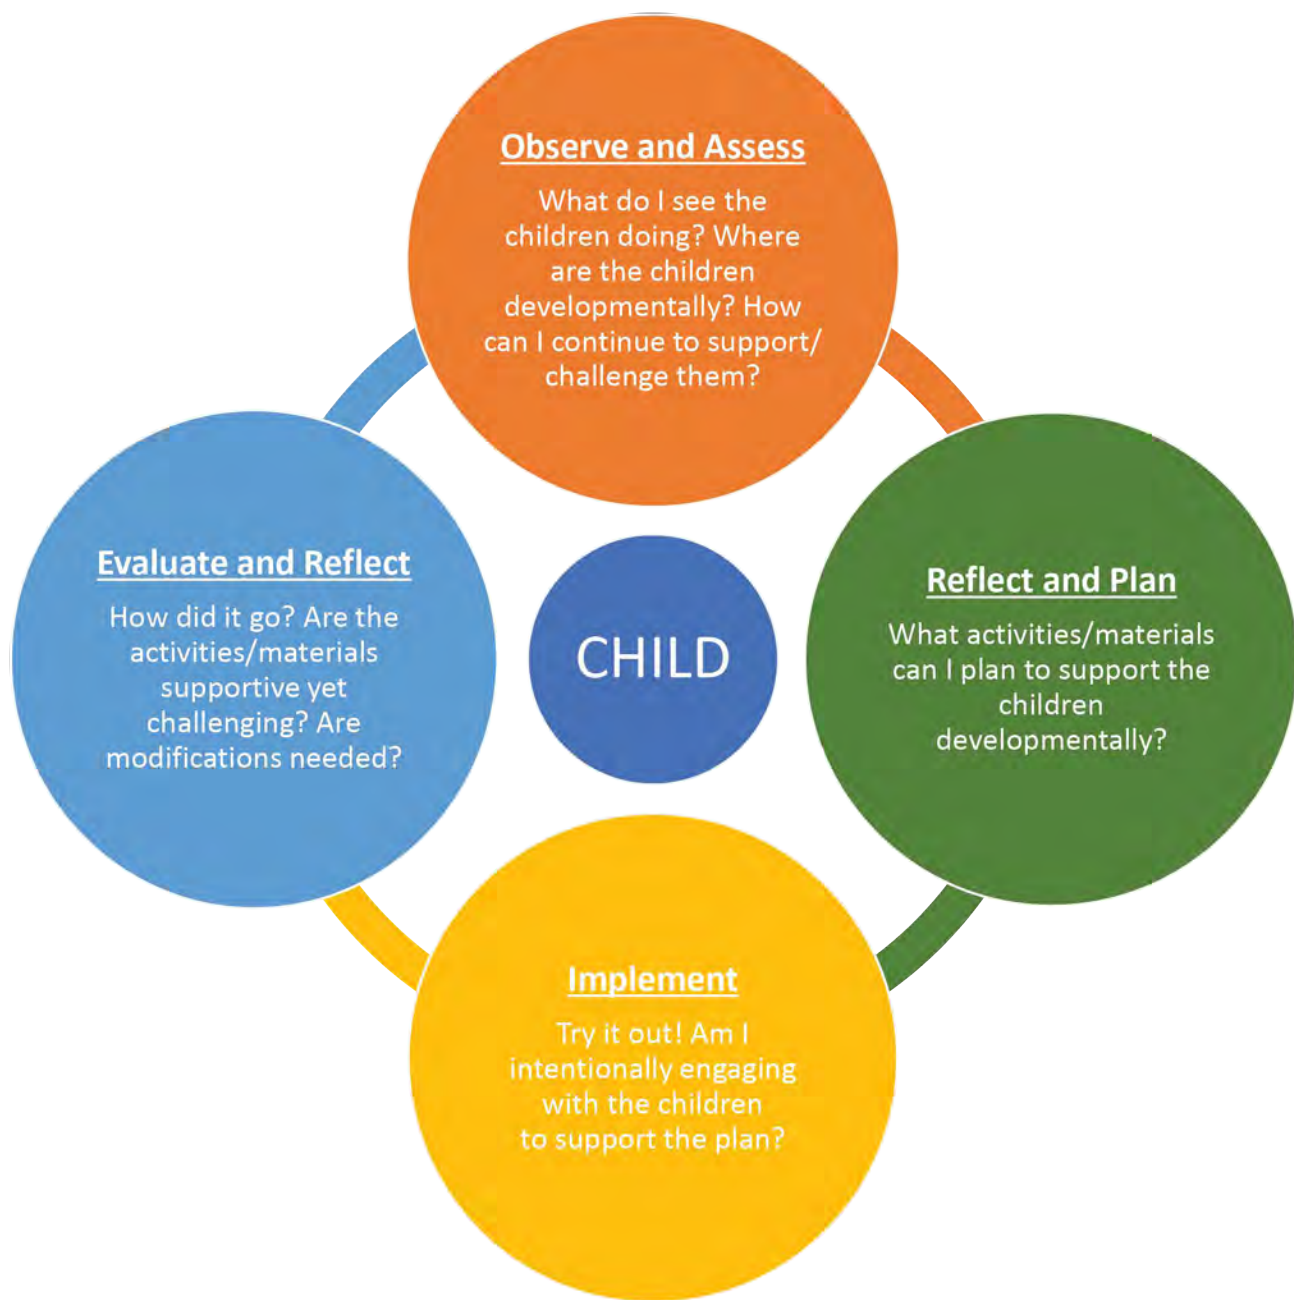 Observe and Assess
What do I see the
children doing? Where
are the children
developmentally? How
can I continue to support/
challenge them?
Evaluate and Reflect
How did it go? Are the
activities/materials
supportive yet
challenging? Are
modifications needed?
CHILD
Reflect and Plan
What activities/materials
can I plan to support the
children
developmentally?
Implement
Try it out! Am I
intentionally engaging
with the children
to support the plan?